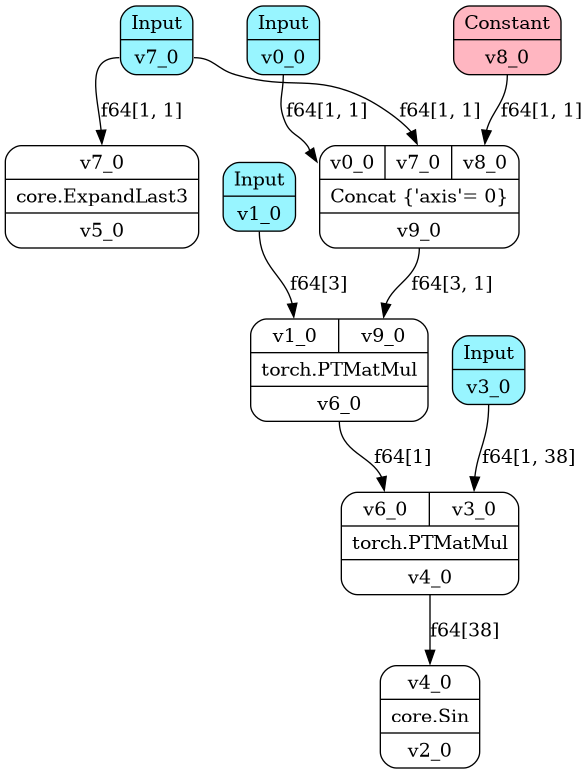 Input
v7_0
Input
v0_0
Constant
v8_0
f64[1, 1]
f64[1, 1]
f64[1, 1]
f64[1, 1]
v7_0
core.ExpandLast3
v5_0
v0_0 v7_0 v8_0
Concat {'axis'= 0}
v9_0
Input
v1_0
f64[3]
f64[3, 1]
v1_0 v9_0
torch.PTMatMul
v6_0
Input
v3_0
f64[1]
f64[1, 38]
v6_0 v3_0
torch.PTMatMul
v4_0
f64[38]
v4_0
core.Sin
v2_0